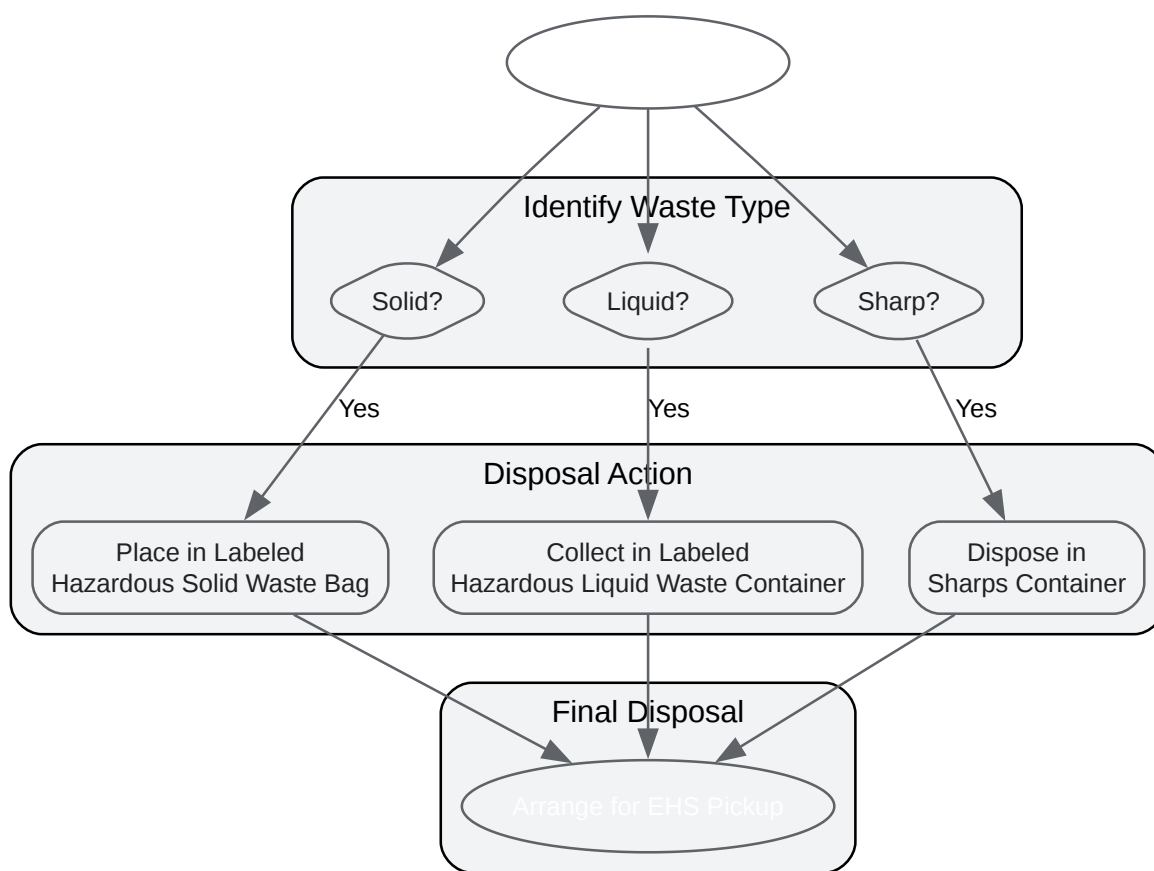 Identify Waste Type
Solid?
Liquid?
Sharp?
Yes
Yes
Yes
Disposal Action
Place in Labeled
Hazardous Solid Waste Bag
Collect in Labeled
Hazardous Liquid Waste Container
Dispose in
Sharps Container
Final Disposal
Arrange for EHS Pickup